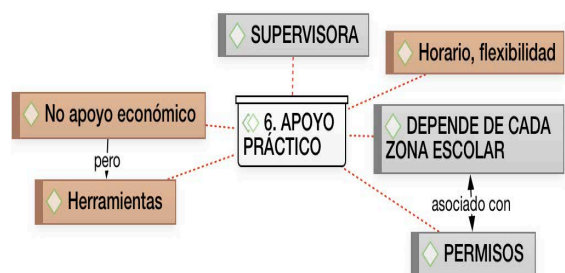 SUPERVISORA
Horario, flexibilidad
No apoyo económico
6. APOYO
PRÁCTICO
DEPENDE DE CADA
ZONA ESCOLAR
pero
Herramientas
asociado con
PERMISOS